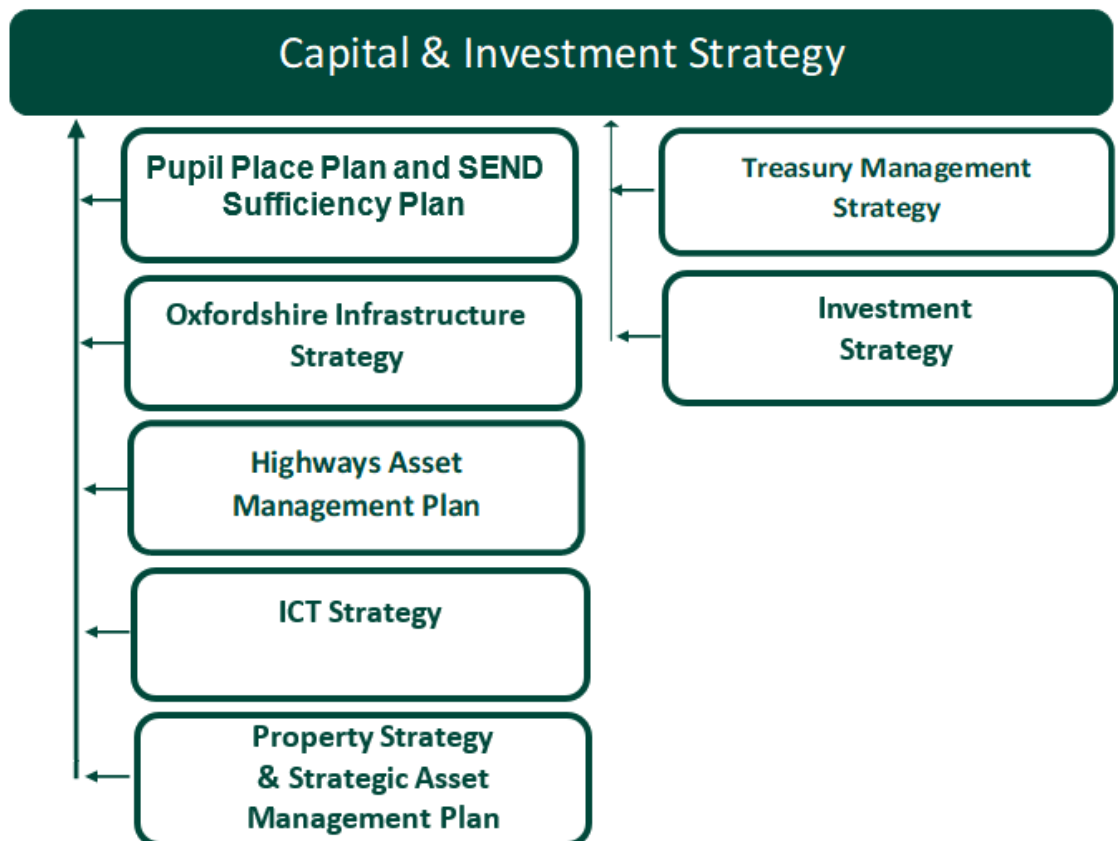 Capital & Investment Strategy
Pupil Place Plan and SEND
Sufficiency Plan
Oxfordshire Infrastructure
Strategy
Highways Asset
Management Plan
ICT Strategy
Property Strategy
& Strategic Asset
Management Plan
Treasury Management
Strategy
Investment
Strategy